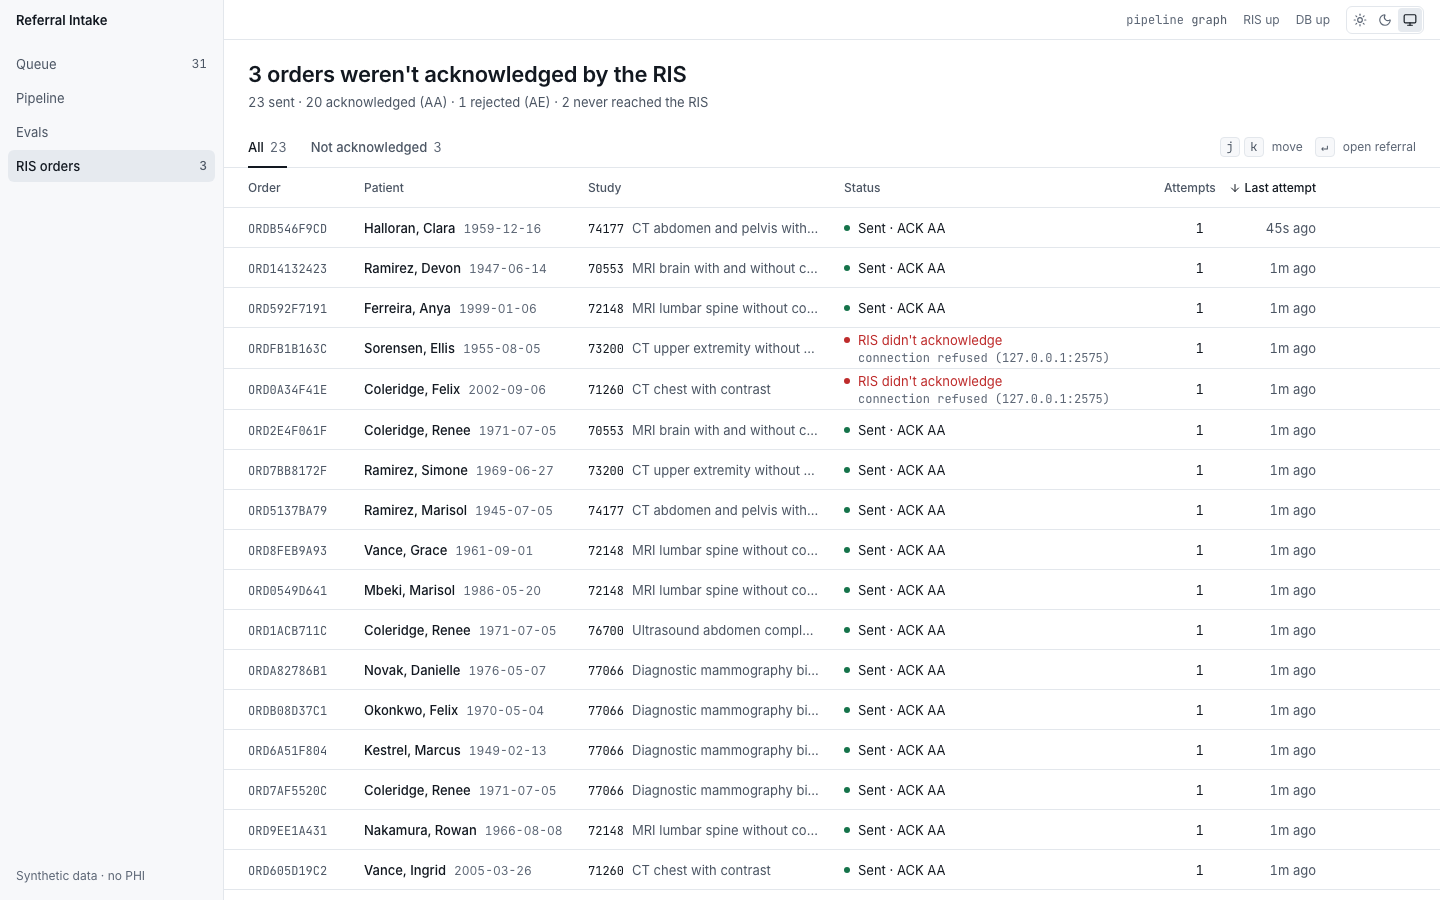 Referral Intake
pipeline graph RIS up DB up
Queue 31
Pipeline
Evals
RIS orders 3
3 orders weren't acknowledged by the RIS
23 sent · 20 acknowledged (AA) · 1 rejected (AE) · 2 never reached the RIS
All 23 Not acknowledged 3 j k move ↵ open referral
Order Patient Study Status Attempts ↓ Last attempt
ORDB546F9CD Halloran, Clara 1959-12-16 74177 CT abdomen and pelvis with... Sent · ACK AA 1 45s ago
ORD14132423 Ramirez, Devon 1947-06-14 70553 MRI brain with and without c... Sent · ACK AA 1 1m ago
ORD592F7191 Ferreira, Anya 1999-01-06 72148 MRI lumbar spine without co... Sent · ACK AA 1 1m ago
ORDFB1B163C Sorensen, Ellis 1955-08-05 73200 CT upper extremity without ... RIS didn't acknowledge 1 1m ago
connection refused (127.0.0.1:2575)
ORD0A34F41E Coleridge, Felix 2002-09-06 71260 CT chest with contrast RIS didn't acknowledge 1 1m ago
connection refused (127.0.0.1:2575)
ORD2E4F061F Coleridge, Renee 1971-07-05 70553 MRI brain with and without c... Sent · ACK AA 1 1m ago
ORD7BB8172F Ramirez, Simone 1969-06-27 73200 CT upper extremity without ... Sent · ACK AA 1 1m ago
ORD5137BA79 Ramirez, Marisol 1945-07-05 74177 CT abdomen and pelvis with... Sent · ACK AA 1 1m ago
ORD8FEB9A93 Vance, Grace 1961-09-01 72148 MRI lumbar spine without co... Sent · ACK AA 1 1m ago
ORD0549D641 Mbeki, Marisol 1986-05-20 72148 MRI lumbar spine without co... Sent · ACK AA 1 1m ago
ORD1ACB711C Coleridge, Renee 1971-07-05 76700 Ultrasound abdomen compl... Sent · ACK AA 1 1m ago
ORDA82786B1 Novak, Danielle 1976-05-07 77066 Diagnostic mammography bi... Sent · ACK AA 1 1m ago
ORDB08D37C1 Okonkwo, Felix 1970-05-04 77066 Diagnostic mammography bi... Sent · ACK AA 1 1m ago
ORD6A51F804 Kestrel, Marcus 1949-02-13 77066 Diagnostic mammography bi... Sent · ACK AA 1 1m ago
ORD7AF5520C Coleridge, Renee 1971-07-05 77066 Diagnostic mammography bi... Sent · ACK AA 1 1m ago
ORD9EE1A431 Nakamura, Rowan 1966-08-08 72148 MRI lumbar spine without co... Sent · ACK AA 1 1m ago
ORD605D19C2 Vance, Ingrid 2005-03-26 71260 CT chest with contrast Sent · ACK AA 1 1m ago
Synthetic data · no PHI